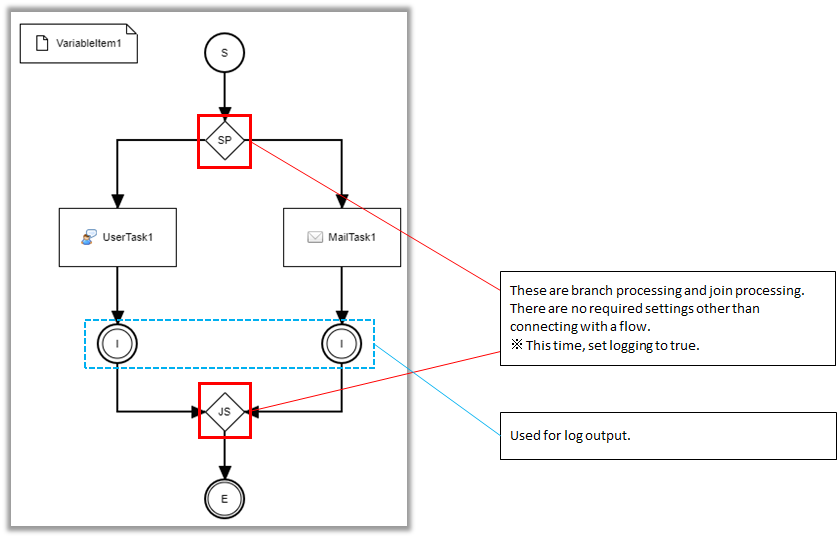 VariableItem1
S
SP
UserTask1
MailTask1
I
I
JS
E
These are branch processing and join processing.
There are no required settings other than
connecting with a flow.
※ This time, set logging to true.
Used for log output.